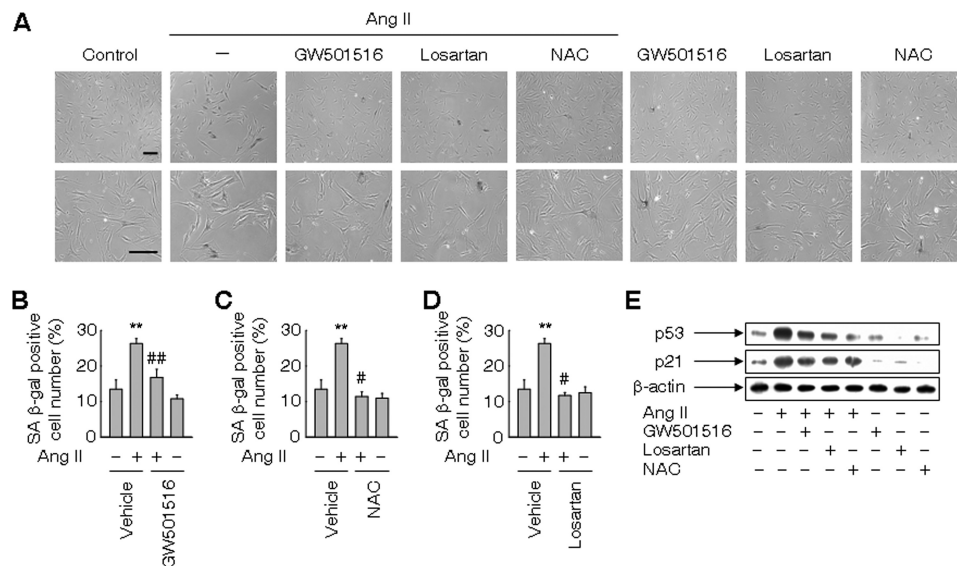 A
Ang II
Control – GW501516 Losartan NAC GW501516 Losartan NAC
B
SA β-gal positive
cell number (%)
30
20
10
0
**
##
Ang II – + + –
Vehicle
GW501516
C
SA β-gal positive
cell number (%)
30
20
10
0
**
#
Ang II – + + –
Vehicle
NAC
D
SA β-gal positive
cell number (%)
30
20
10
0
**
#
Ang II – + + –
Vehicle
Losartan
E
p53
p21
β-actin
Ang II – + + + + – – –
GW501516 – – + – – + – –
Losartan – – – + – – + –
NAC – – – – + – – +